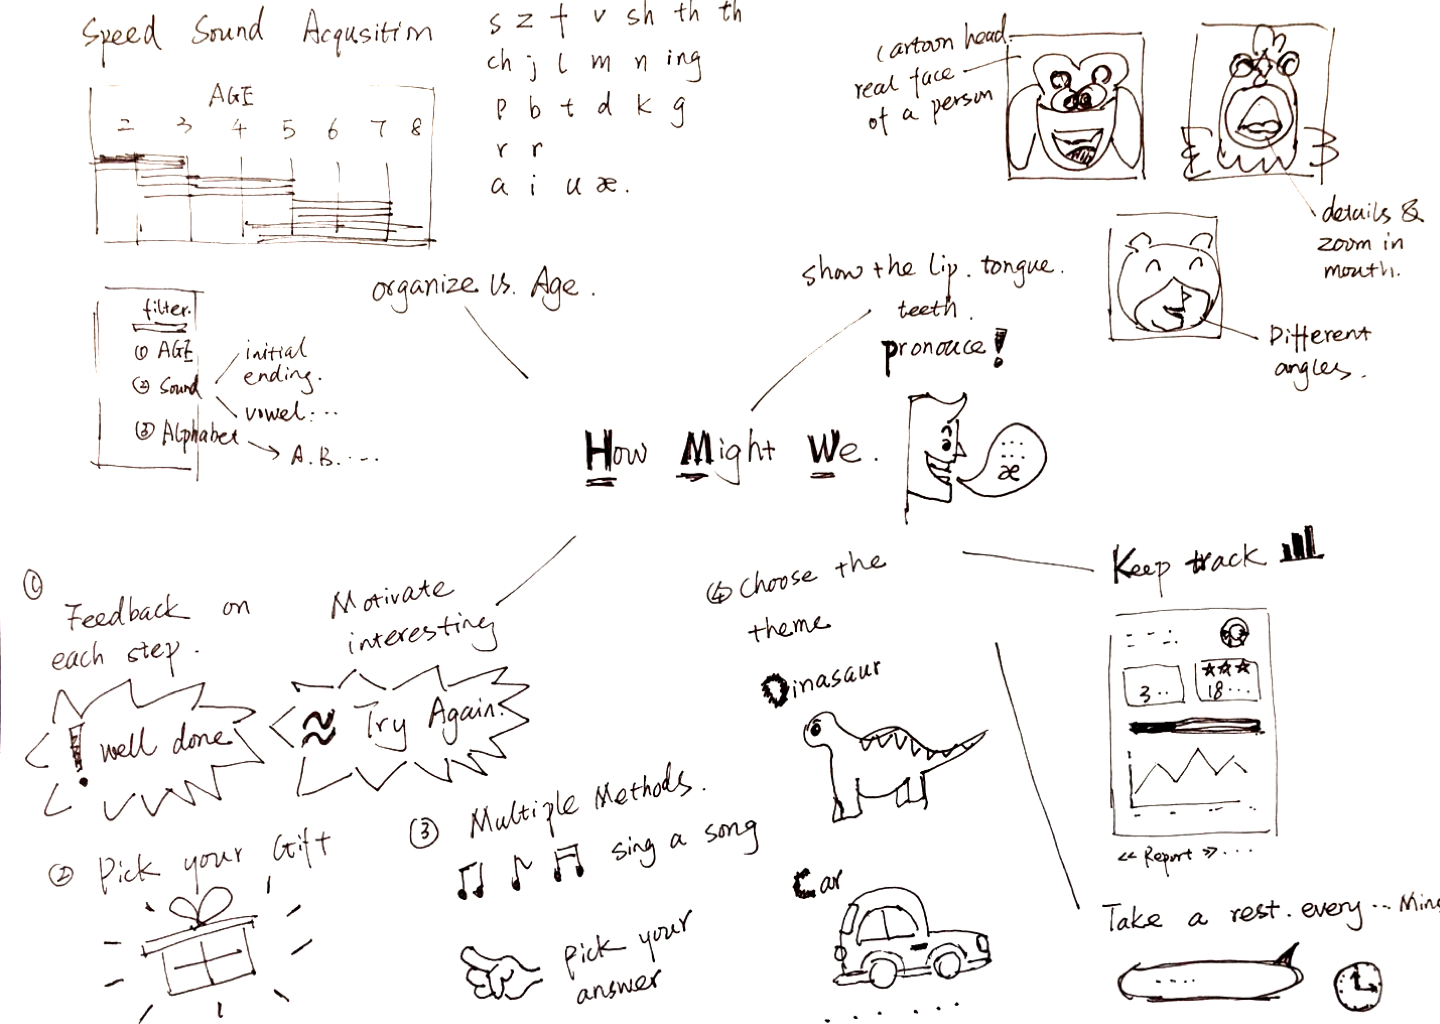 Speed Sound Acqusitim
AGE
2 3 4 5 6 7 8
s z f v sh th th
ch j l m n ing
p b t d k g
r r
a i u æ.
cartoon head.
real face
of a person
details &
zoom in
mouth.
Different
angles.
organize vs. Age.
filter.
① AGE
② Sound
③ Alphabet
initial
ending.
vowel...
A.B. ...
show the lip. tongue.
teeth.
pronouce!
How Might We.
...
æ
① Feedback on
each step.
Motivate
interesting
! well done
≈ Try Again.
② Pick your Gift
③ Multiple Methods.
sing a song
pick your
answer
④ Choose the
theme
Dinasaur
Car
. . . . . .
Keep track
3..
18...
<< Report >>...
Take a rest. every... Min
....